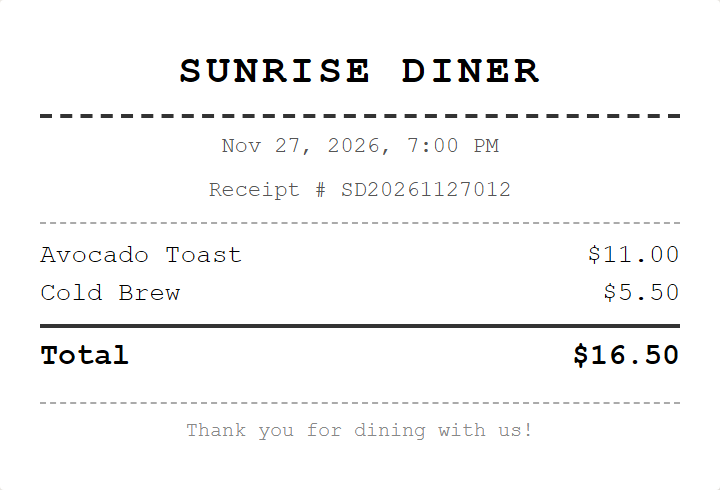 SUNRISE DINER
Nov 27, 2026, 7:00 PM
Receipt # SD20261127012
Avocado Toast $11.00
Cold Brew $5.50
Total $16.50
Thank you for dining with us!